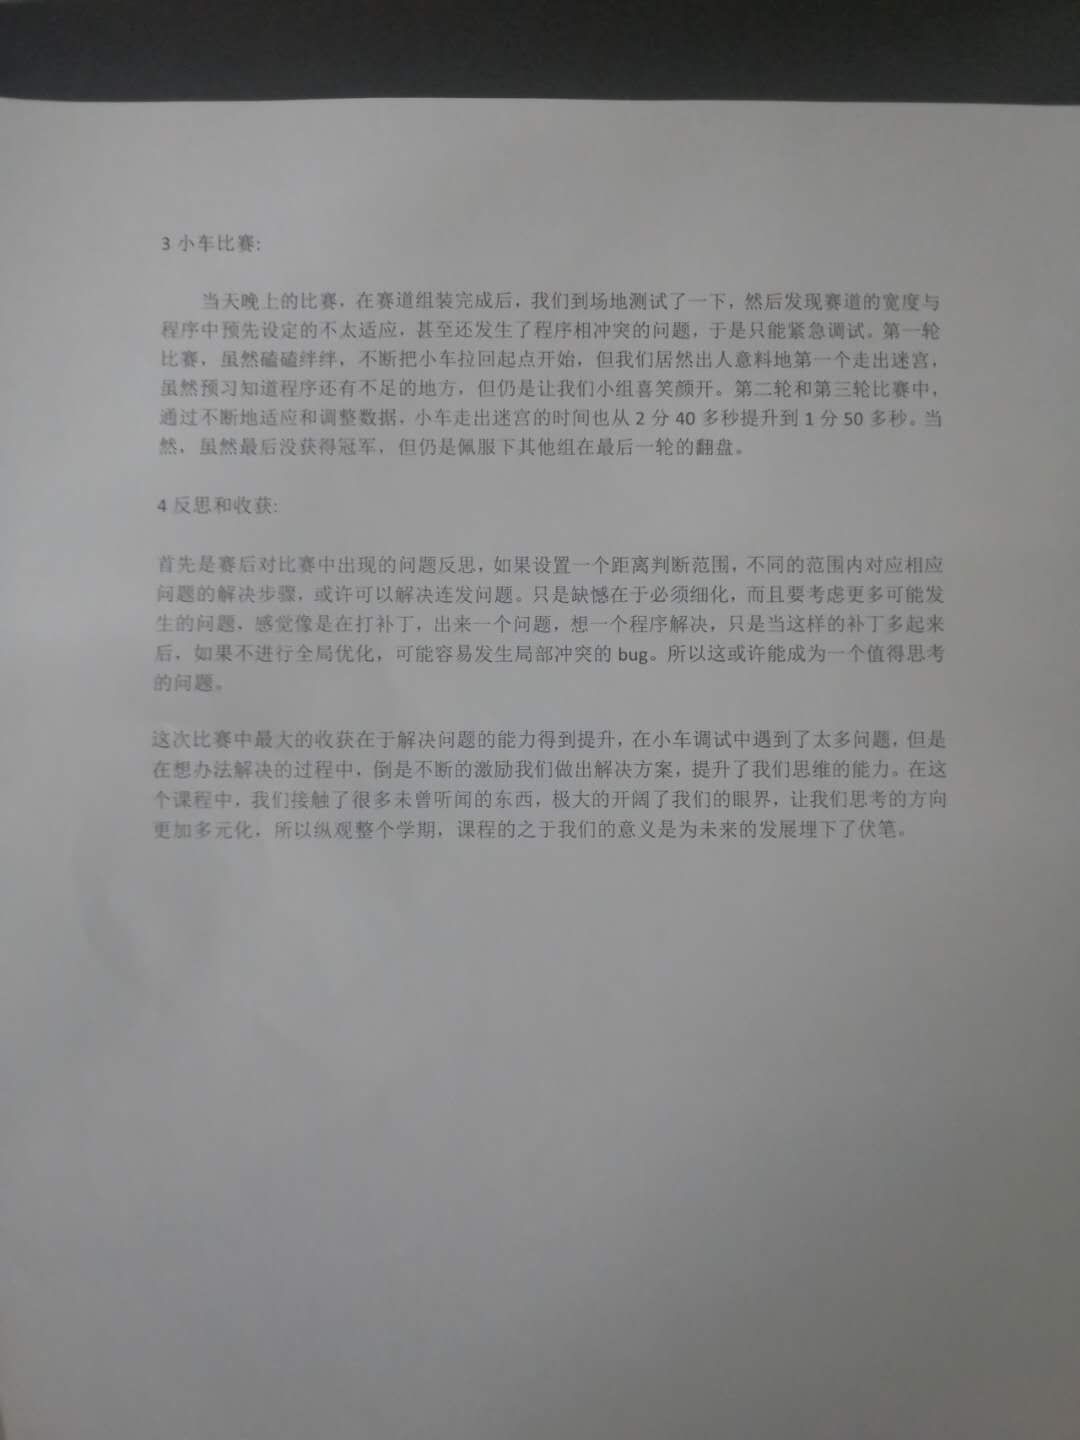 3 小车比赛:
当天晚上的比赛，在赛道组装完成后，我们到场地测试了一下，然后发现赛道的宽度与
程序中预先设定的不太适应，甚至还发生了程序相冲突的问题，于是只能紧急调试。第一轮
比赛，虽然磕磕绊绊，不断把小车拉回起点开始，但我们居然出人意料地第一个走出迷宫，
虽然预习知道程序还有不足的地方，但仍是让我们小组喜笑颜开。第二轮和第三轮比赛中，
通过不断地适应和调整数据，小车走出迷宫的时间也从 2 分 40 多秒提升到 1 分 50 多秒。当
然，虽然最后没获得冠军，但仍是佩服下其他组在最后一轮的翻盘。
4 反思和收获:
首先是赛后对比赛中出现的问题反思，如果设置一个距离判断范围，不同的范围内对应相应
问题的解决步骤，或许可以解决连发问题。只是缺憾在于必须细化，而且要考虑更多可能发
生的问题，感觉像是在打补丁，出来一个问题，想一个程序解决，只是当这样的补丁多起来
后，如果不进行全局优化，可能容易发生局部冲突的 bug。所以这或许能成为一个值得思考
的问题。
这次比赛中最大的收获在于解决问题的能力得到提升，在小车调试中遇到了太多问题，但是
在想办法解决的过程中，倒是不断的激励我们做出解决方案，提升了我们思维的能力。在这
个课程中，我们接触了很多未曾听闻的东西，极大的开阔了我们的眼界，让我们思考的方向
更加多元化，所以纵观整个学期，课程的之于我们的意义是为未来的发展埋下了伏笔。